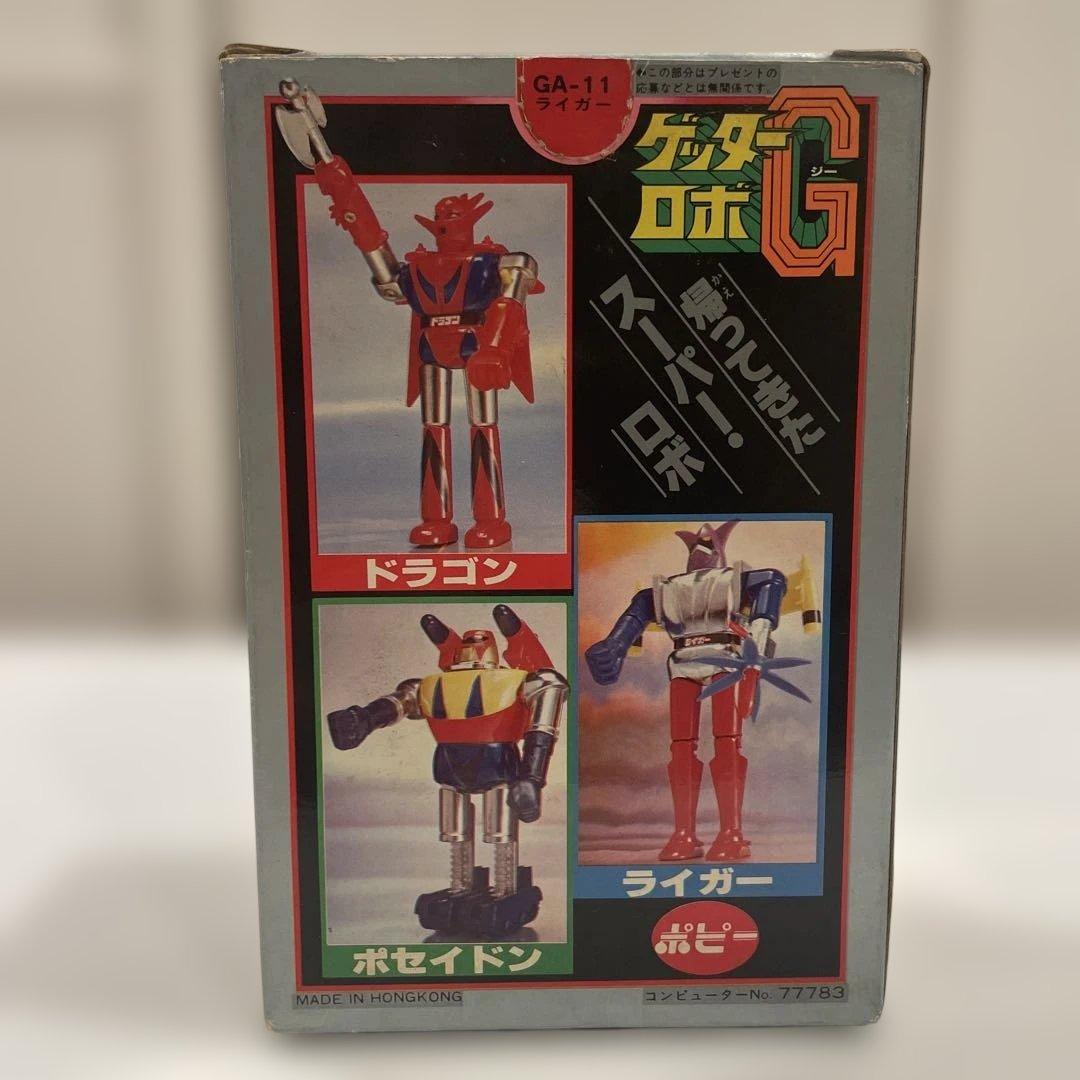 GA-11
ライガー
●この部分はプレゼントの
応募などとは無関係です。
ゲッター
ロボG
ジー
帰ってきた
かえ
スーパー!
ロボ
ドラゴン
ドラゴン
ライガー
ライガー
ポセイドン
ポピー
MADE IN HONGKONG
コンピューターNo. 77783